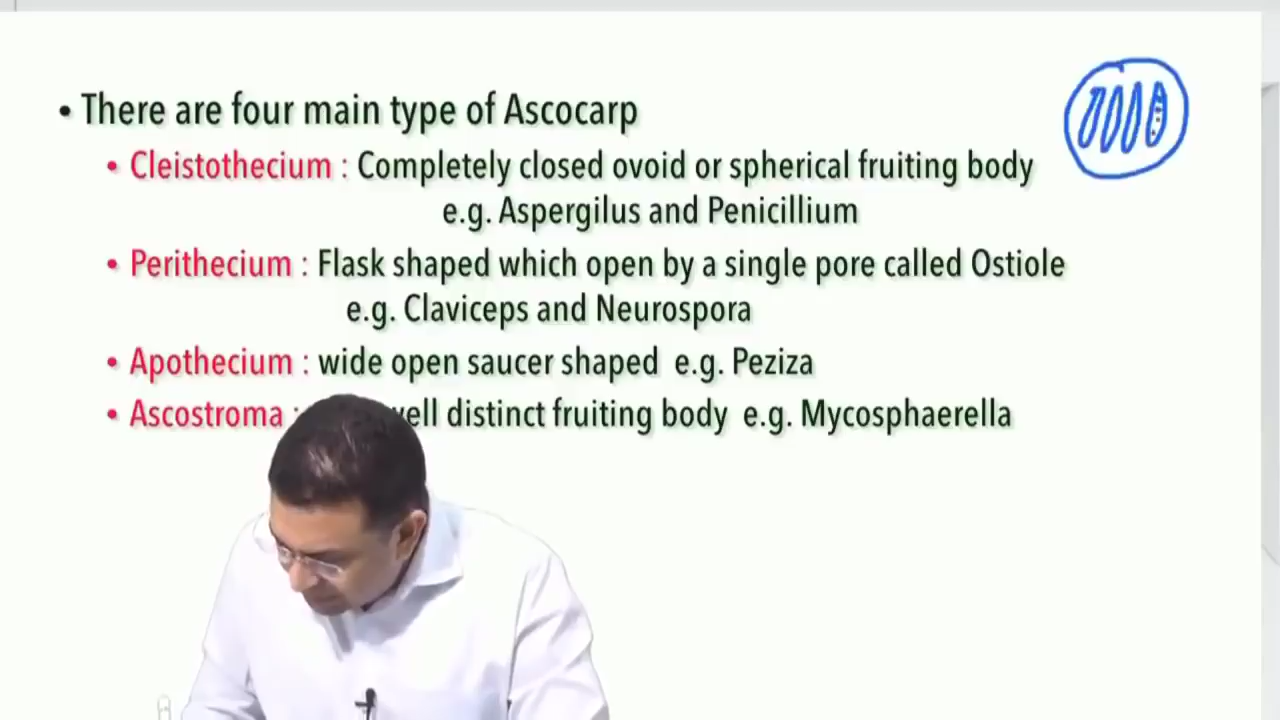 • There are four main type of Ascocarp
• Cleistothecium : Completely closed ovoid or spherical fruiting body
e.g. Aspergilus and Penicillium
• Perithecium : Flask shaped which open by a single pore called Ostiole
e.g. Claviceps and Neurospora
• Apothecium : wide open saucer shaped e.g. Peziza
• Ascostroma : distinct fruiting body e.g. Mycosphaerella